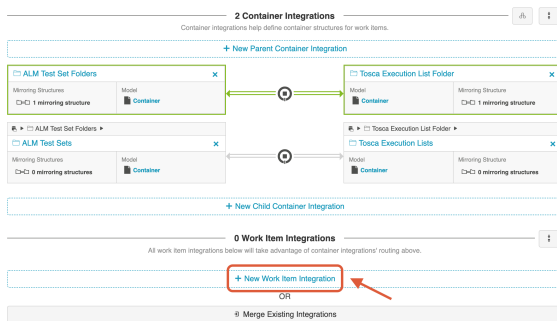 2 Container Integrations
Container integrations help define container structures for work items.
+ New Parent Container Integration
ALM Test Set Folders
Mirroring Structures
Model
1 mirroring structure
Container
Tosca Execution List Folder
Model
Mirroring Structure
Container
1 mirroring structure
ALM Test Set Folders
ALM Test Sets
Mirroring Structures
Model
0 mirroring structures
Container
Tosca Execution List Folder
Tosca Execution Lists
Model
Mirroring Structure
Container
0 mirroring structures
+ New Child Container Integration
0 Work Item Integrations
All work item integrations below will take advantage of container integrations' routing above.
+ New Work Item Integration
OR
Merge Existing Integrations